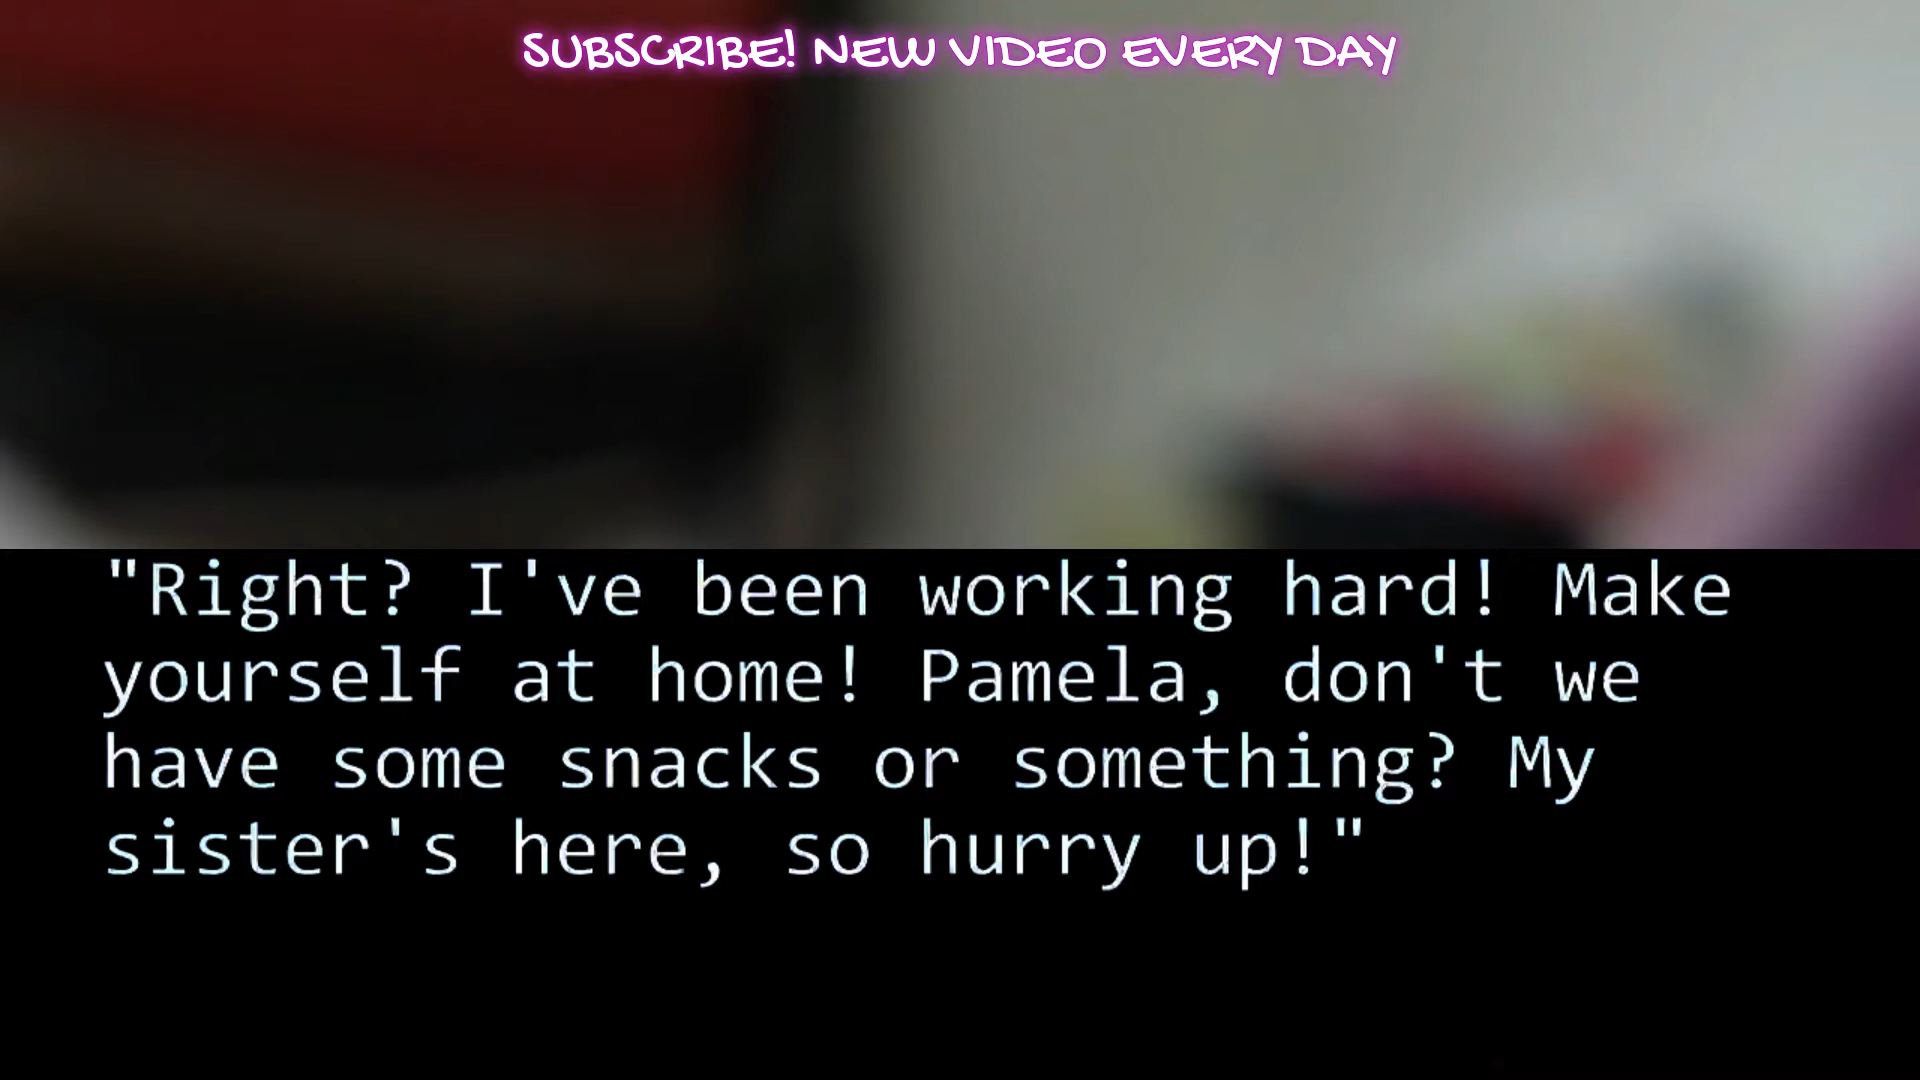 SUBSCRIBE! NEW VIDEO EVERY DAY
"Right? I've been working hard! Make
yourself at home! Pamela, don't we
have some snacks or something? My
sister's here, so hurry up!"